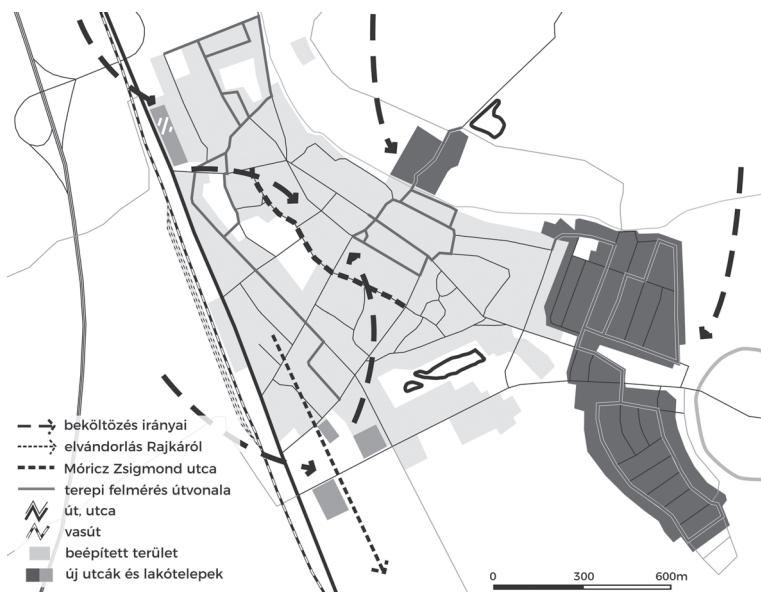 beköltözés irányai
elvándorlás Rajkáról
Móricz Zsigmond utca
terepi felmérés útvonala
út, utca
vasút
beépített terület
új utcák és lakótelepek
0 300 600m